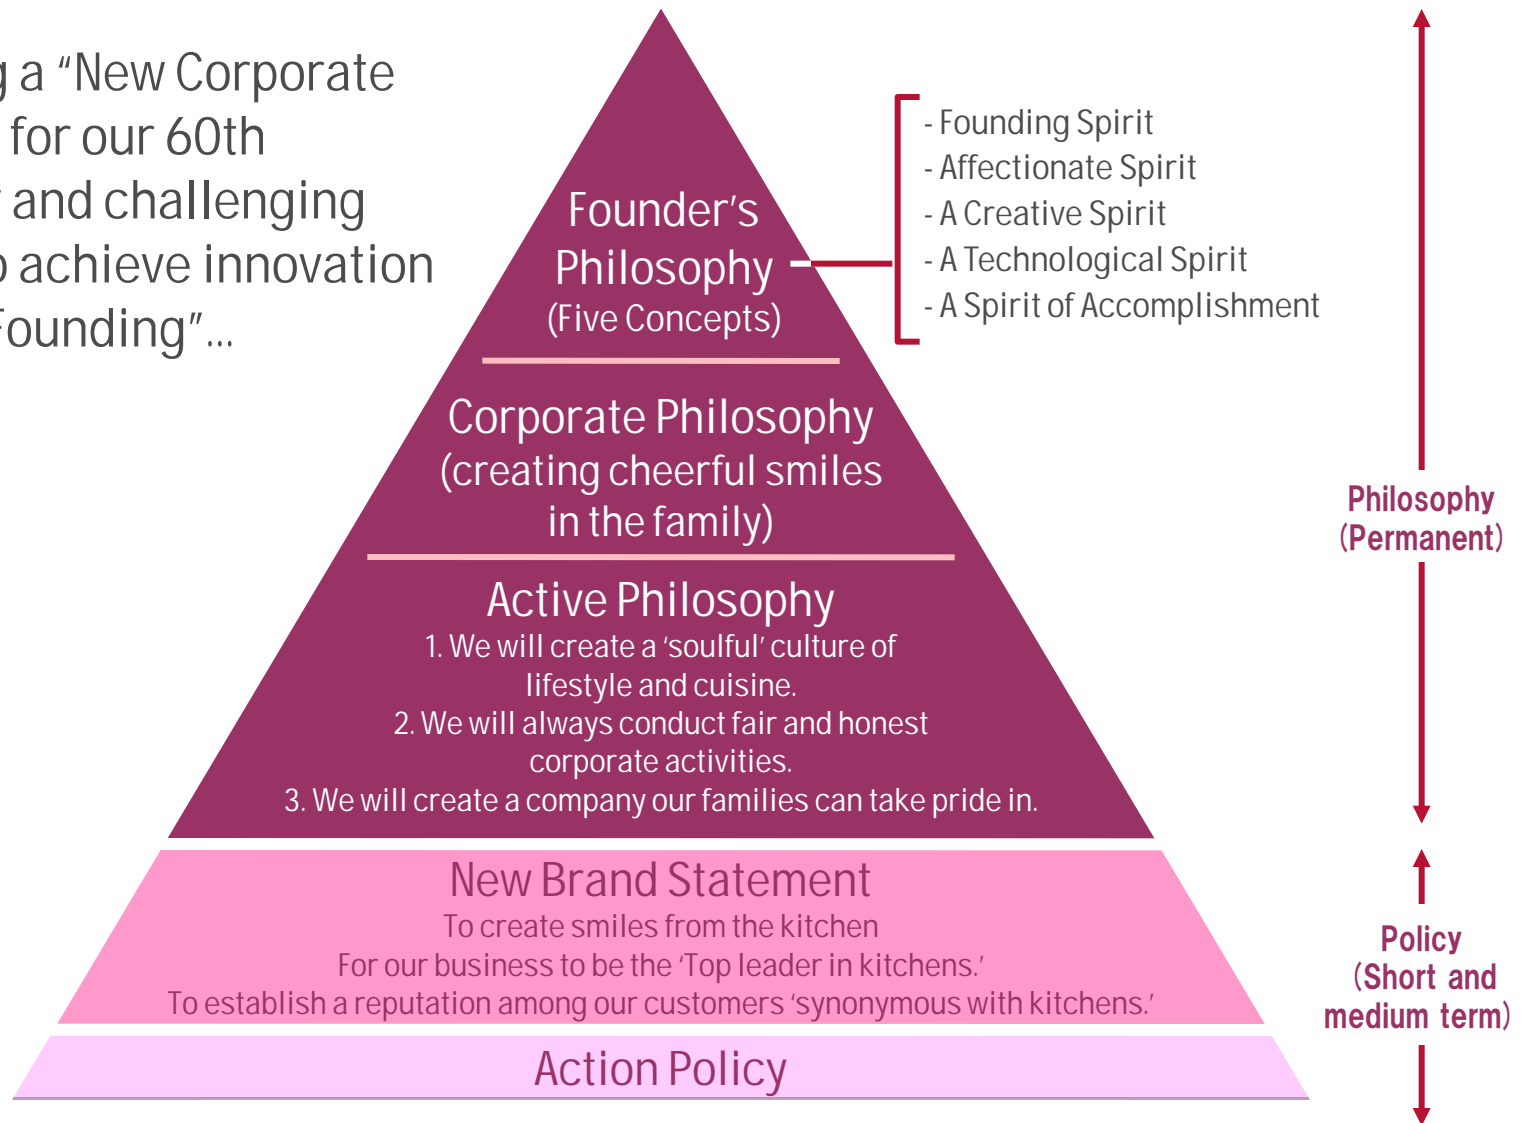 g a “New Corporate
for our 60th
and challenging
achieve innovation
Founding”...
- Founding Spirit
- Affectionate Spirit
- A Creative Spirit
- A Technological Spirit
- A Spirit of Accomplishment
Founder’s
Philosophy
(Five Concepts)
Corporate Philosophy
(creating cheerful smiles
in the family)
Active Philosophy
1. We will create a ‘soulful’ culture of
lifestyle and cuisine.
2. We will always conduct fair and honest
corporate activities.
3. We will create a company our families can take pride in.
Philosophy
(Permanent)
New Brand Statement
To create smiles from the kitchen
For our business to be the ‘Top leader in kitchens.’
To establish a reputation among our customers ‘synonymous with kitchens.’
Policy
(Short and
medium term)
Action Policy